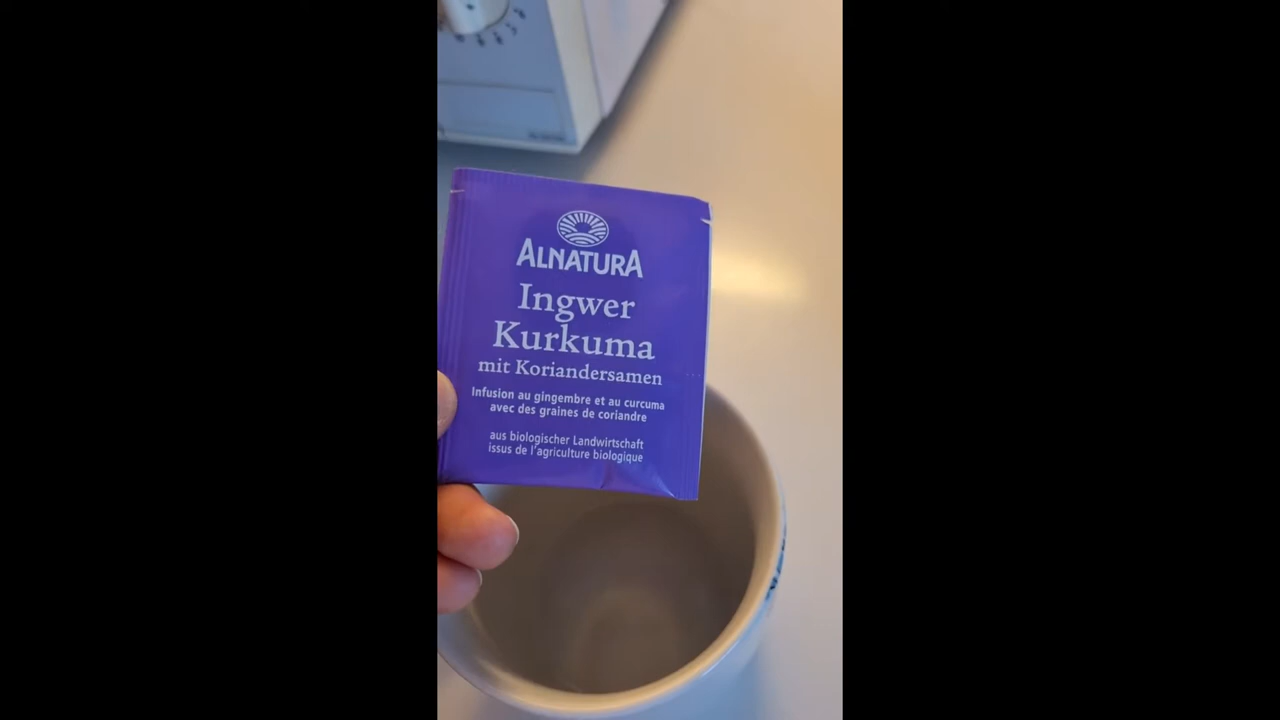 ALNATURA
Ingwer
Kurkuma
mit Koriandersamen
Infusion au gingembre et au curcuma
avec des graines de coriandre
aus biologischer Landwirtschaft
issus de l'agriculture biologique